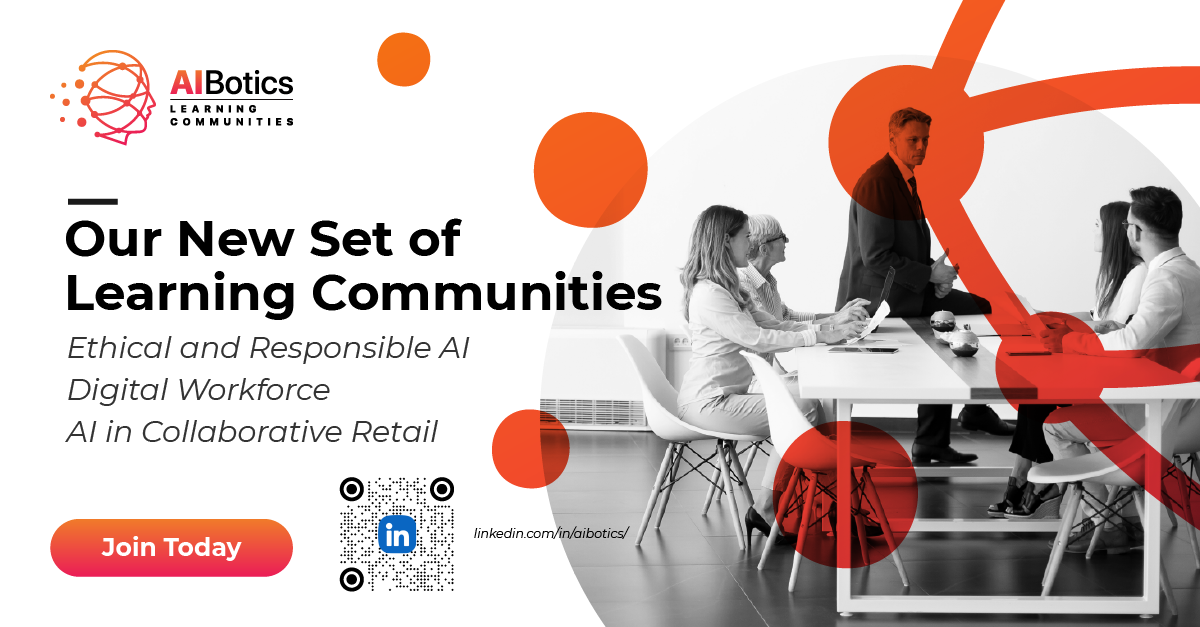 AIBotics
LEARNING
COMMUNITIES
Our New Set of
Learning Communities
Ethical and Responsible AI
Digital Workforce
AI in Collaborative Retail
Join Today
in
linkedin.com/in/aibotics/